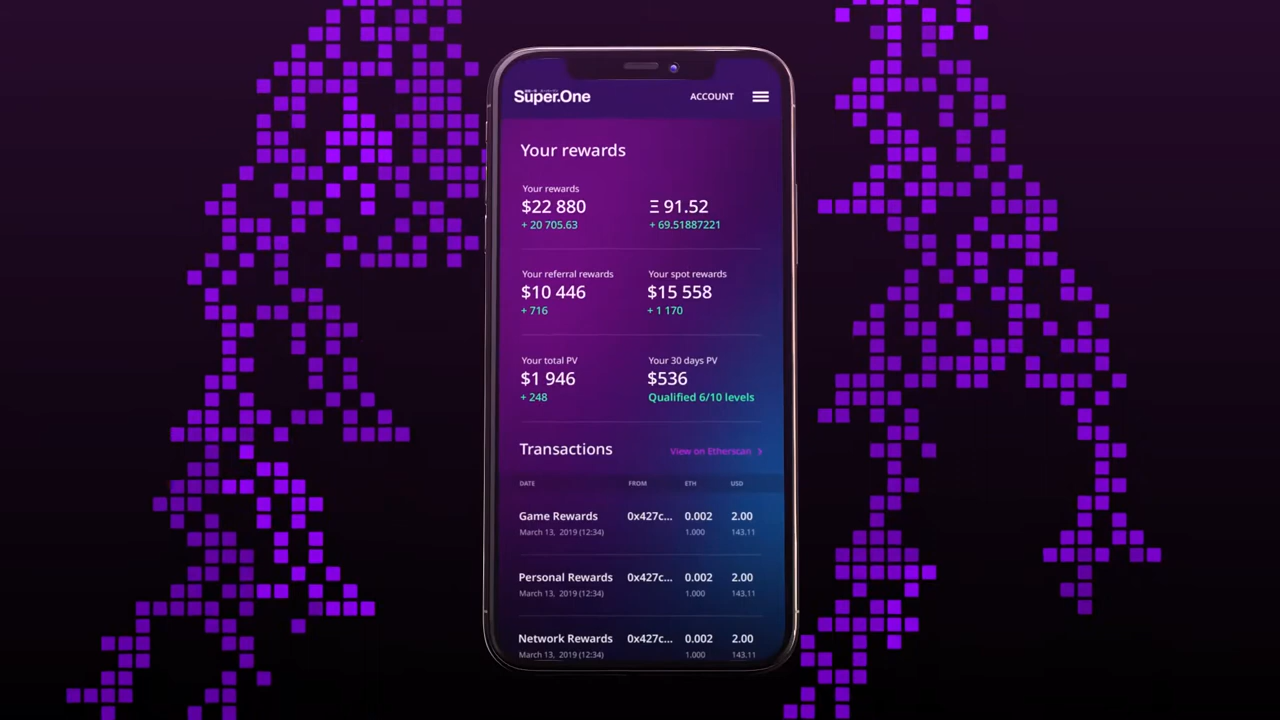 Super.One
ACCOUNT
Your rewards
Your rewards
$22 880
+ 20 705.63
Ξ 91.52
+ 69.51887221
Your referral rewards
$10 446
+ 716
Your spot rewards
$15 558
+ 1 170
Your total PV
$1 946
+ 248
Your 30 days PV
$536
Qualified 6/10 levels
Transactions
View on Etherscan
DATE FROM ETH USD
Game Rewards 0x427c... 0.002 2.00
March 13, 2019 (12:34) 1.000 143.11
Personal Rewards 0x427c... 0.002 2.00
March 13, 2019 (12:34) 1.000 143.11
Network Rewards 0x427c... 0.002 2.00
March 13, 2019 (12:34) 1.000 143.11